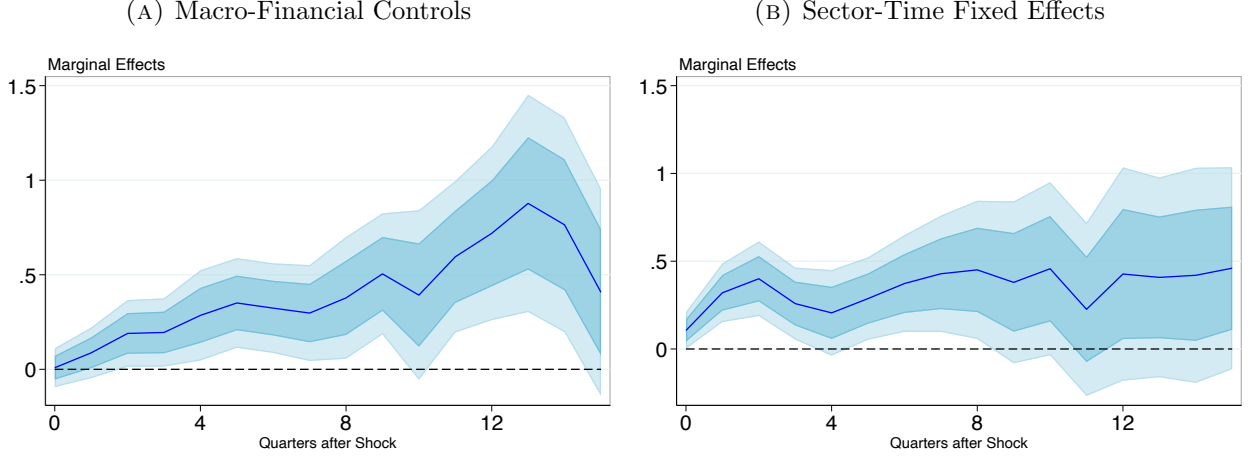 (A) Macro-Financial Controls
Marginal Effects
1.5
1
.5
0
0 4 8 12
Quarters after Shock
(B) Sector-Time Fixed Effects
Marginal Effects
1.5
1
.5
0
0 4 8 12
Quarters after Shock